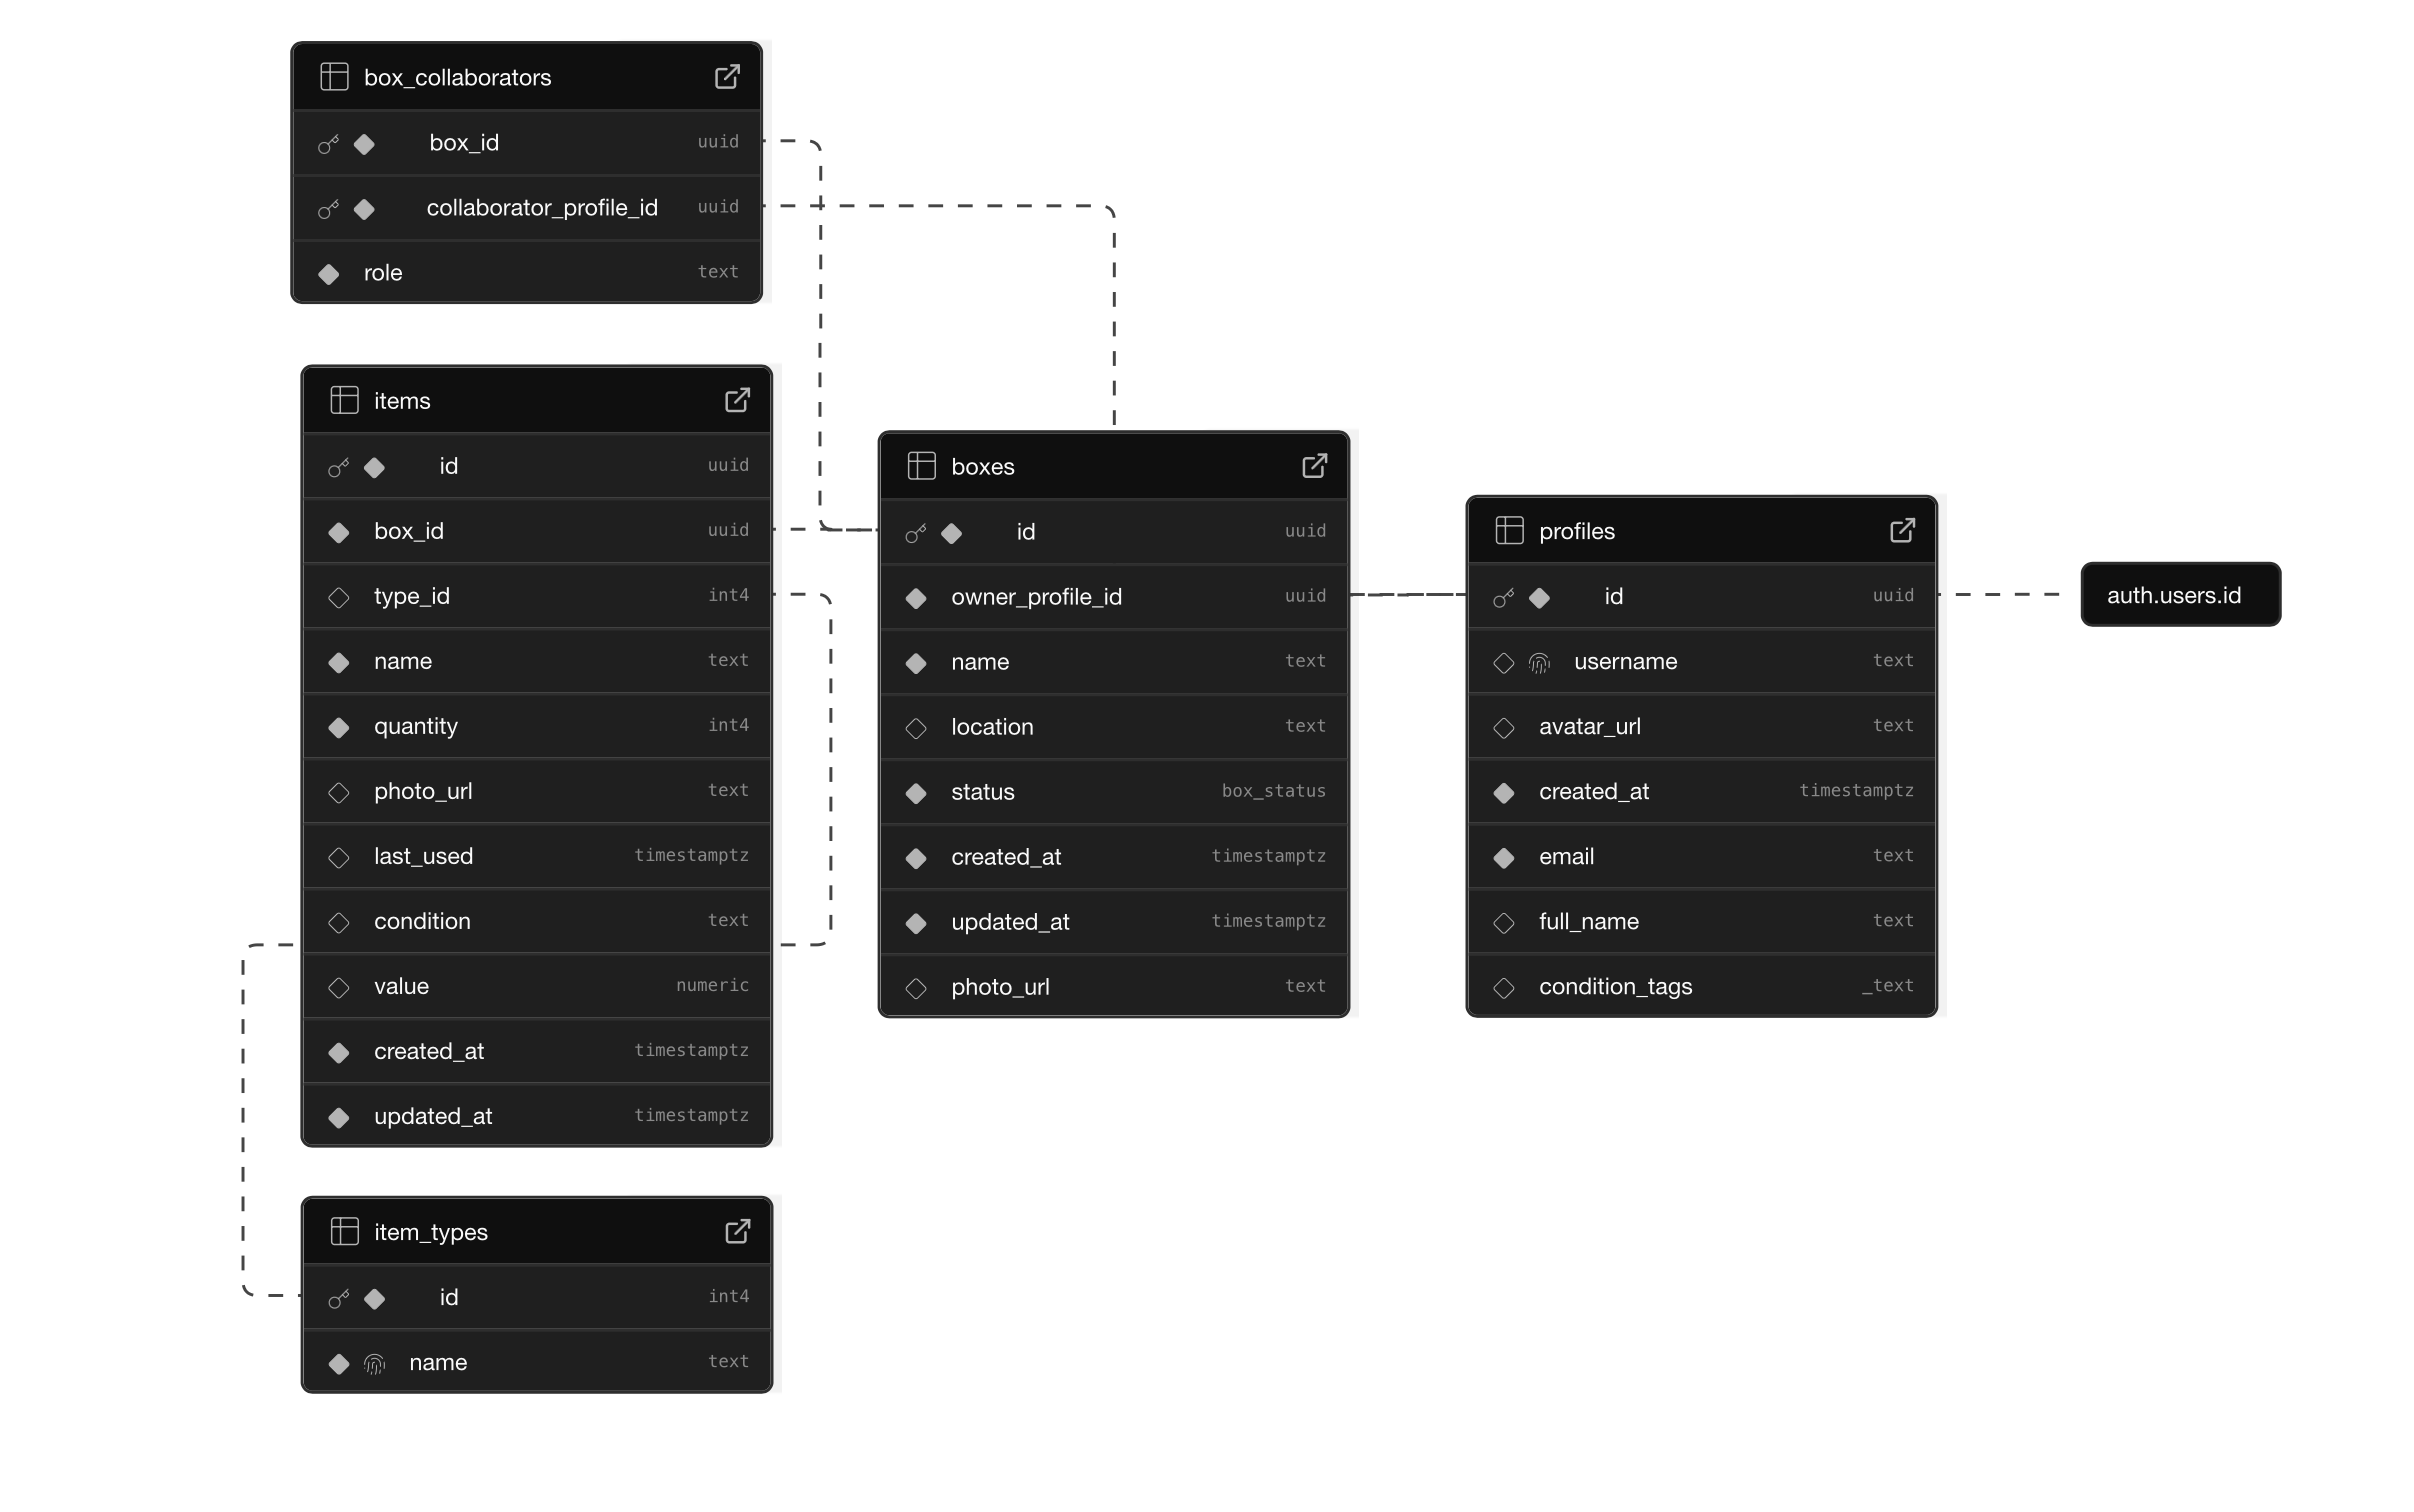 box_collaborators
box_id uuid
collaborator_profile_id uuid
role text
items
id uuid
box_id uuid
type_id int4
name text
quantity int4
photo_url text
last_used timestamptz
condition text
value numeric
created_at timestamptz
updated_at timestamptz
item_types
id int4
name text
boxes
id uuid
owner_profile_id uuid
name text
location text
status box_status
created_at timestamptz
updated_at timestamptz
photo_url text
profiles
id uuid
username text
avatar_url text
created_at timestamptz
email text
full_name text
condition_tags _text
auth.users.id